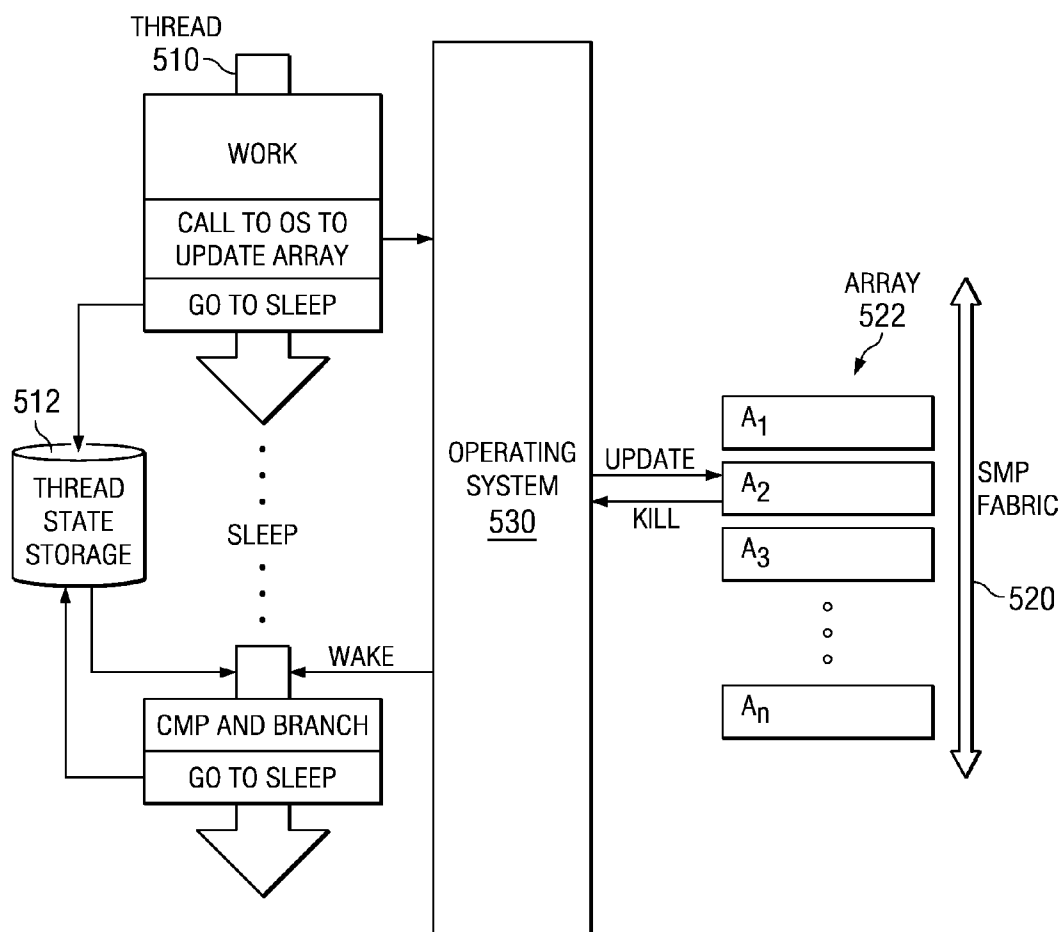 THREAD
510
WORK
CALL TO OS TO
UPDATE ARRAY
GO TO SLEEP
512
THREAD
STATE
STORAGE
SLEEP
WAKE
CMP AND BRANCH
GO TO SLEEP
OPERATING
SYSTEM
530
UPDATE
KILL
ARRAY
522
A1
A2
A3
An
SMP
FABRIC
520